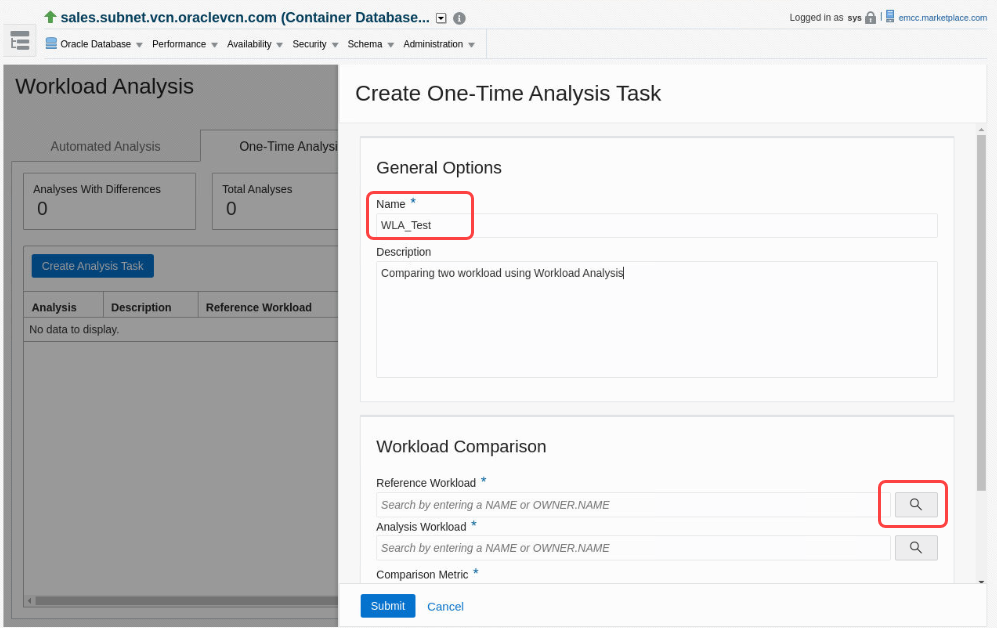 sales.subnet.vcn.oraclevcn.com (Container Database...
Logged in as sys
emcc.marketplace.com
Oracle Database Performance Availability Security Schema Administration
Workload Analysis
Automated Analysis
One-Time Analysi
Analyses With Differences
0
Total Analyses
0
Create Analysis Task
Analysis Description Reference Workload
No data to display.
Create One-Time Analysis Task
General Options
Name *
WLA_Test
Description
Comparing two workload using Workload Analysis
Workload Comparison
Reference Workload *
Search by entering a NAME or OWNER.NAME
Analysis Workload *
Search by entering a NAME or OWNER.NAME
Comparison Metric *
Submit Cancel